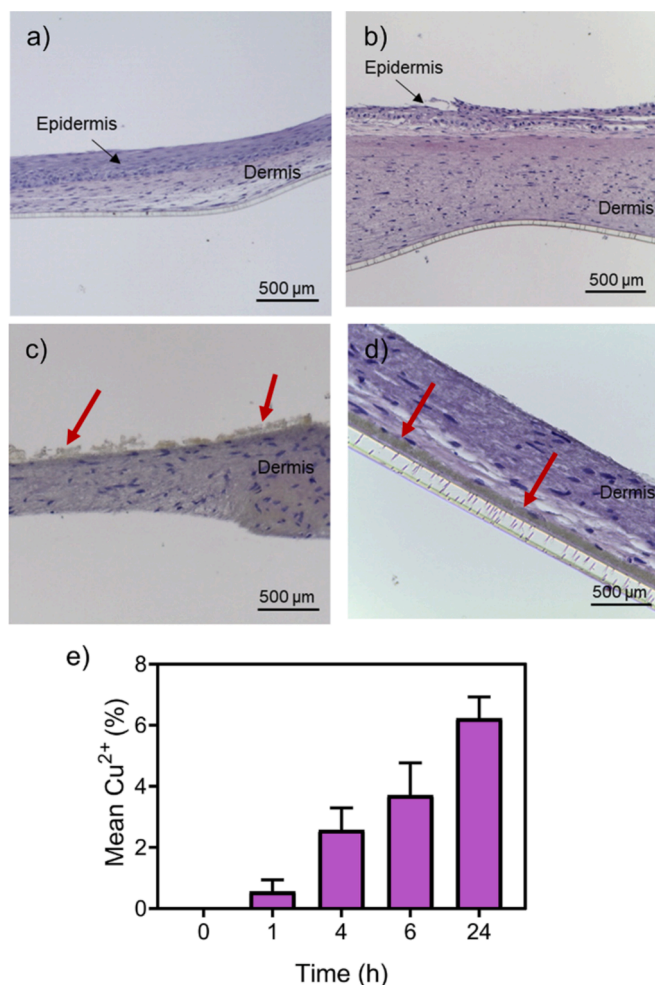 a)
Epidermis
Dermis
500 µm
b)
Epidermis
Dermis
500 µm
c)
Dermis
500 µm
d)
Dermis
500 µm
e)
Mean Cu²⁺ (%)
8
6
4
2
0
0 1 4 6 24
Time (h)